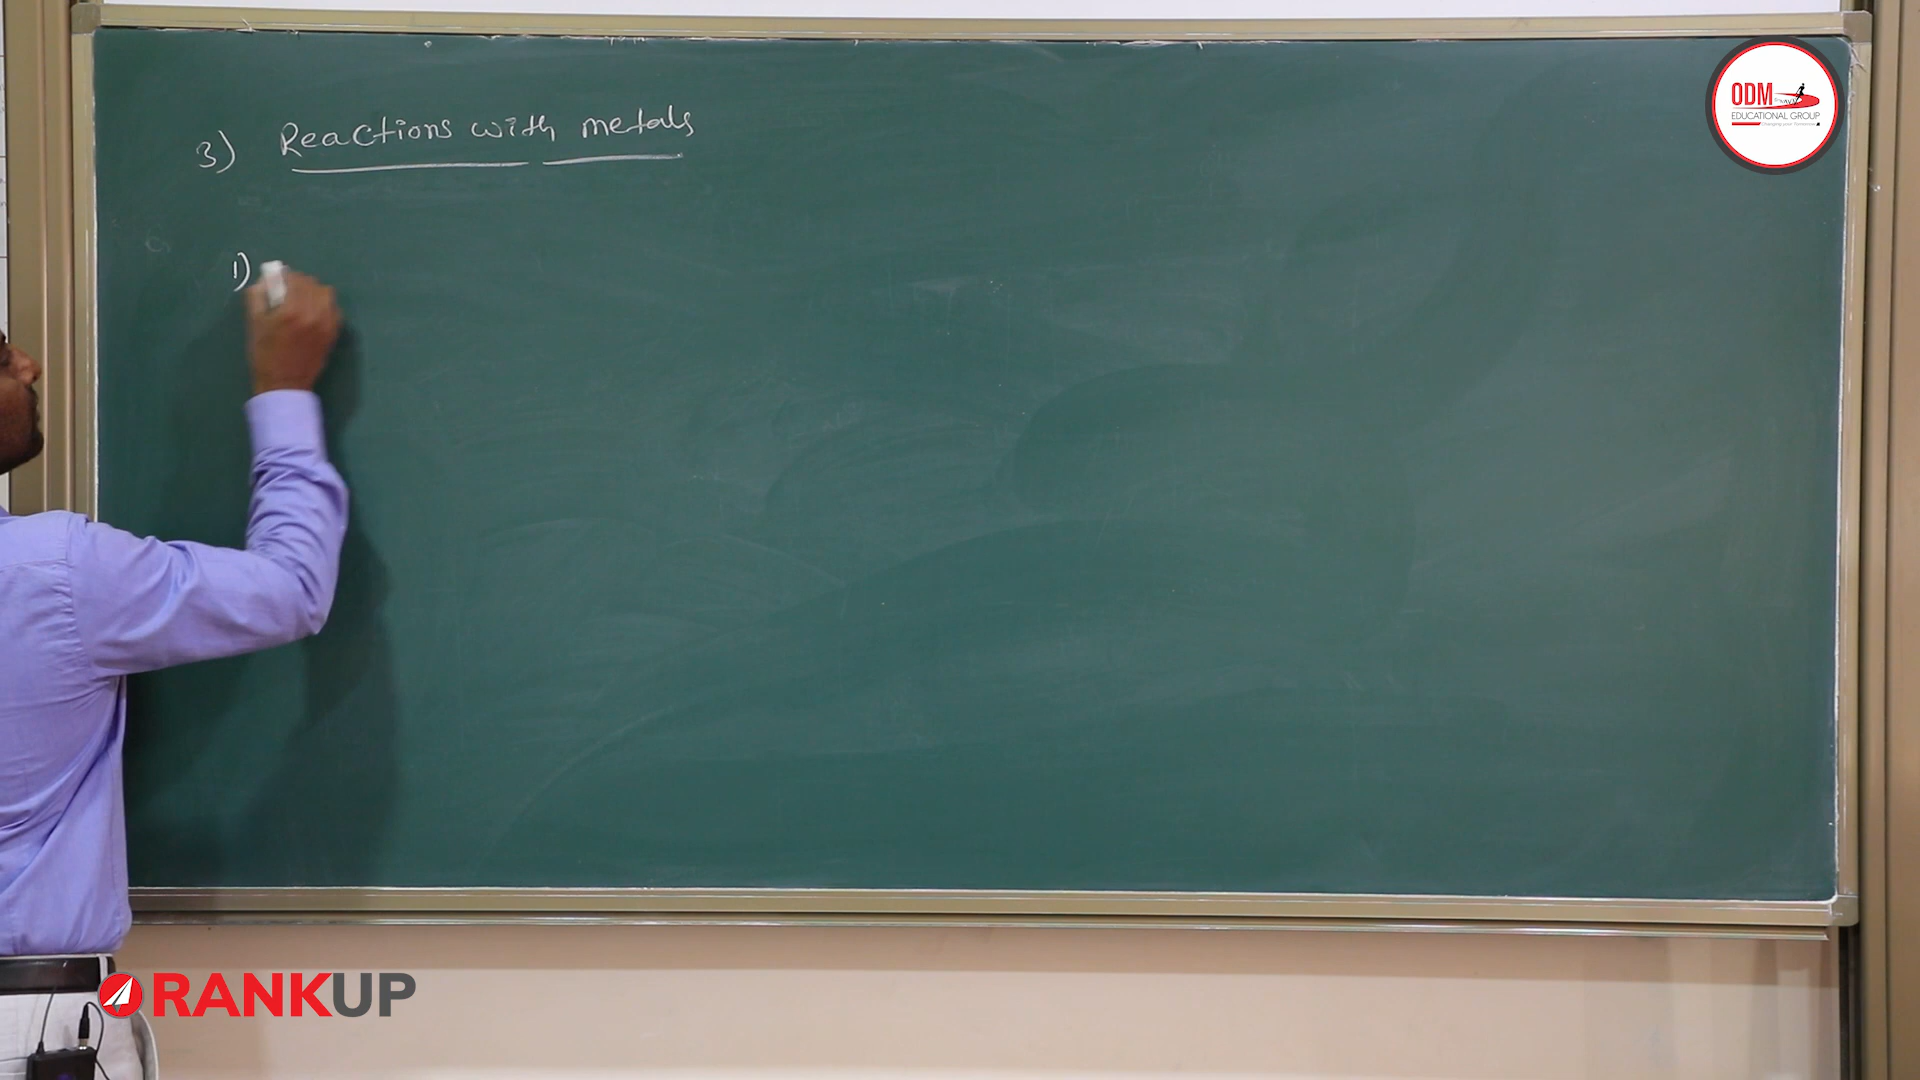 3) Reactions with metals
1)
ODM
EDUCATIONAL GROUP
RANKUP